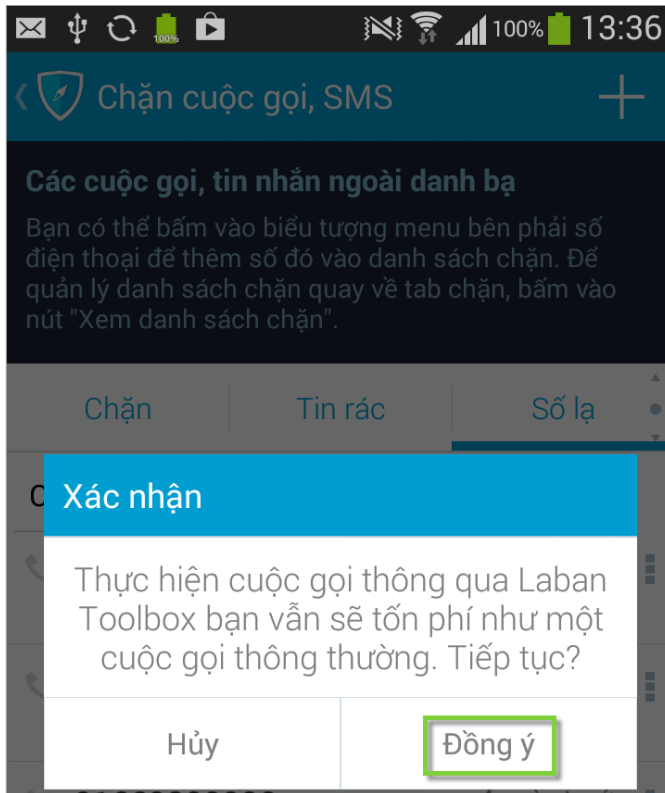 100%
100%
13:36
Chặn cuộc gọi, SMS
Các cuộc gọi, tin nhắn ngoài danh bạ
Bạn có thể bấm vào biểu tượng menu bên phải số
điện thoại để thêm số đó vào danh sách chặn. Để
quản lý danh sách chặn quay về tab chặn, bấm vào
nút "Xem danh sách chặn".
Chặn
Tin rác
Số lạ
Xác nhận
Thực hiện cuộc gọi thông qua Laban
Toolbox bạn vẫn sẽ tốn phí như một
cuộc gọi thông thường. Tiếp tục?
Hủy
Đồng ý